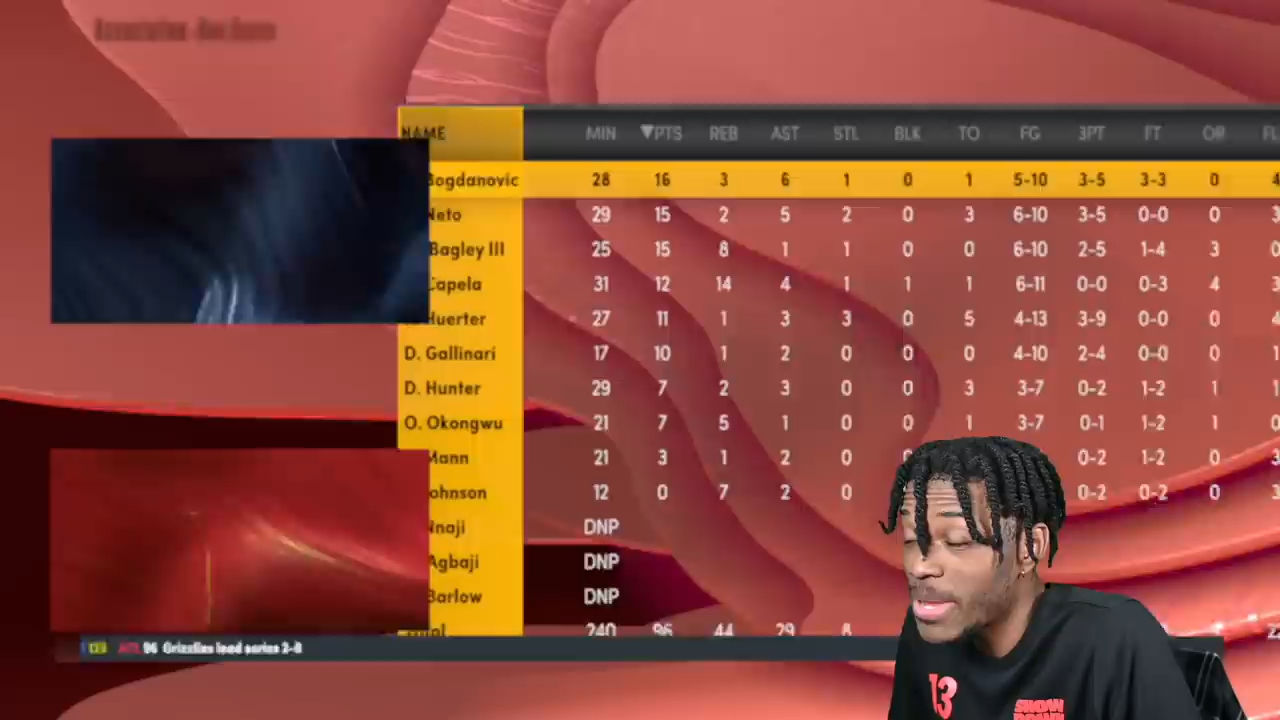 NAME MIN ▼PTS REB AST STL BLK TO FG 3PT FT OR
Bogdanovic 28 16 3 6 1 0 1 5-10 3-5 3-3 0 4
Neto 29 15 2 5 2 0 3 6-10 3-5 0-0 0
Bagley III 25 15 8 1 1 0 0 6-10 2-5 1-4 3 0
Capela 31 12 14 4 1 1 1 6-11 0-0 0-3 4
Huerter 27 11 1 3 3 0 5 4-13 3-9 0-0 0 4
D. Gallinari 17 10 1 2 0 0 0 4-10 2-4 0-0 0 1
D. Hunter 29 7 2 3 0 0 3 3-7 0-2 1-2 1 1
O. Okongwu 21 7 5 1 0 0 1 3-7 0-1 1-2 1 0
Mann 21 3 1 2 0 0-2 1-2 0
ohnson 12 0 7 2 0 0-2 0-2 0
Nnaji DNP
Agbaji DNP
Barlow DNP
240 96 44 29
96 Grizzlies lead series 2-0
13